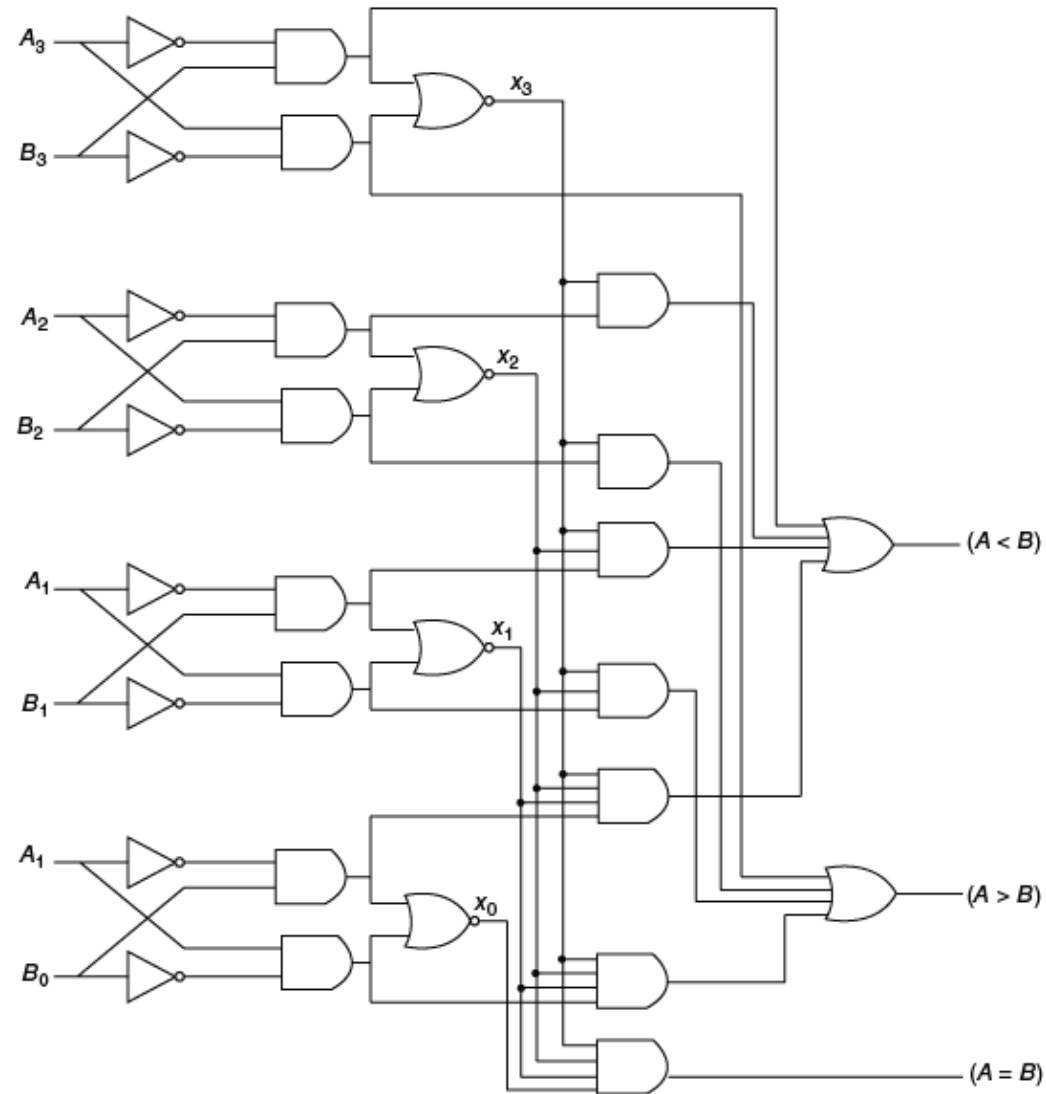 A₃
x₃
B₃
A₂
x₂
B₂
(A < B)
A₁
x₁
B₁
A₁
x₀
(A > B)
B₀
(A = B)